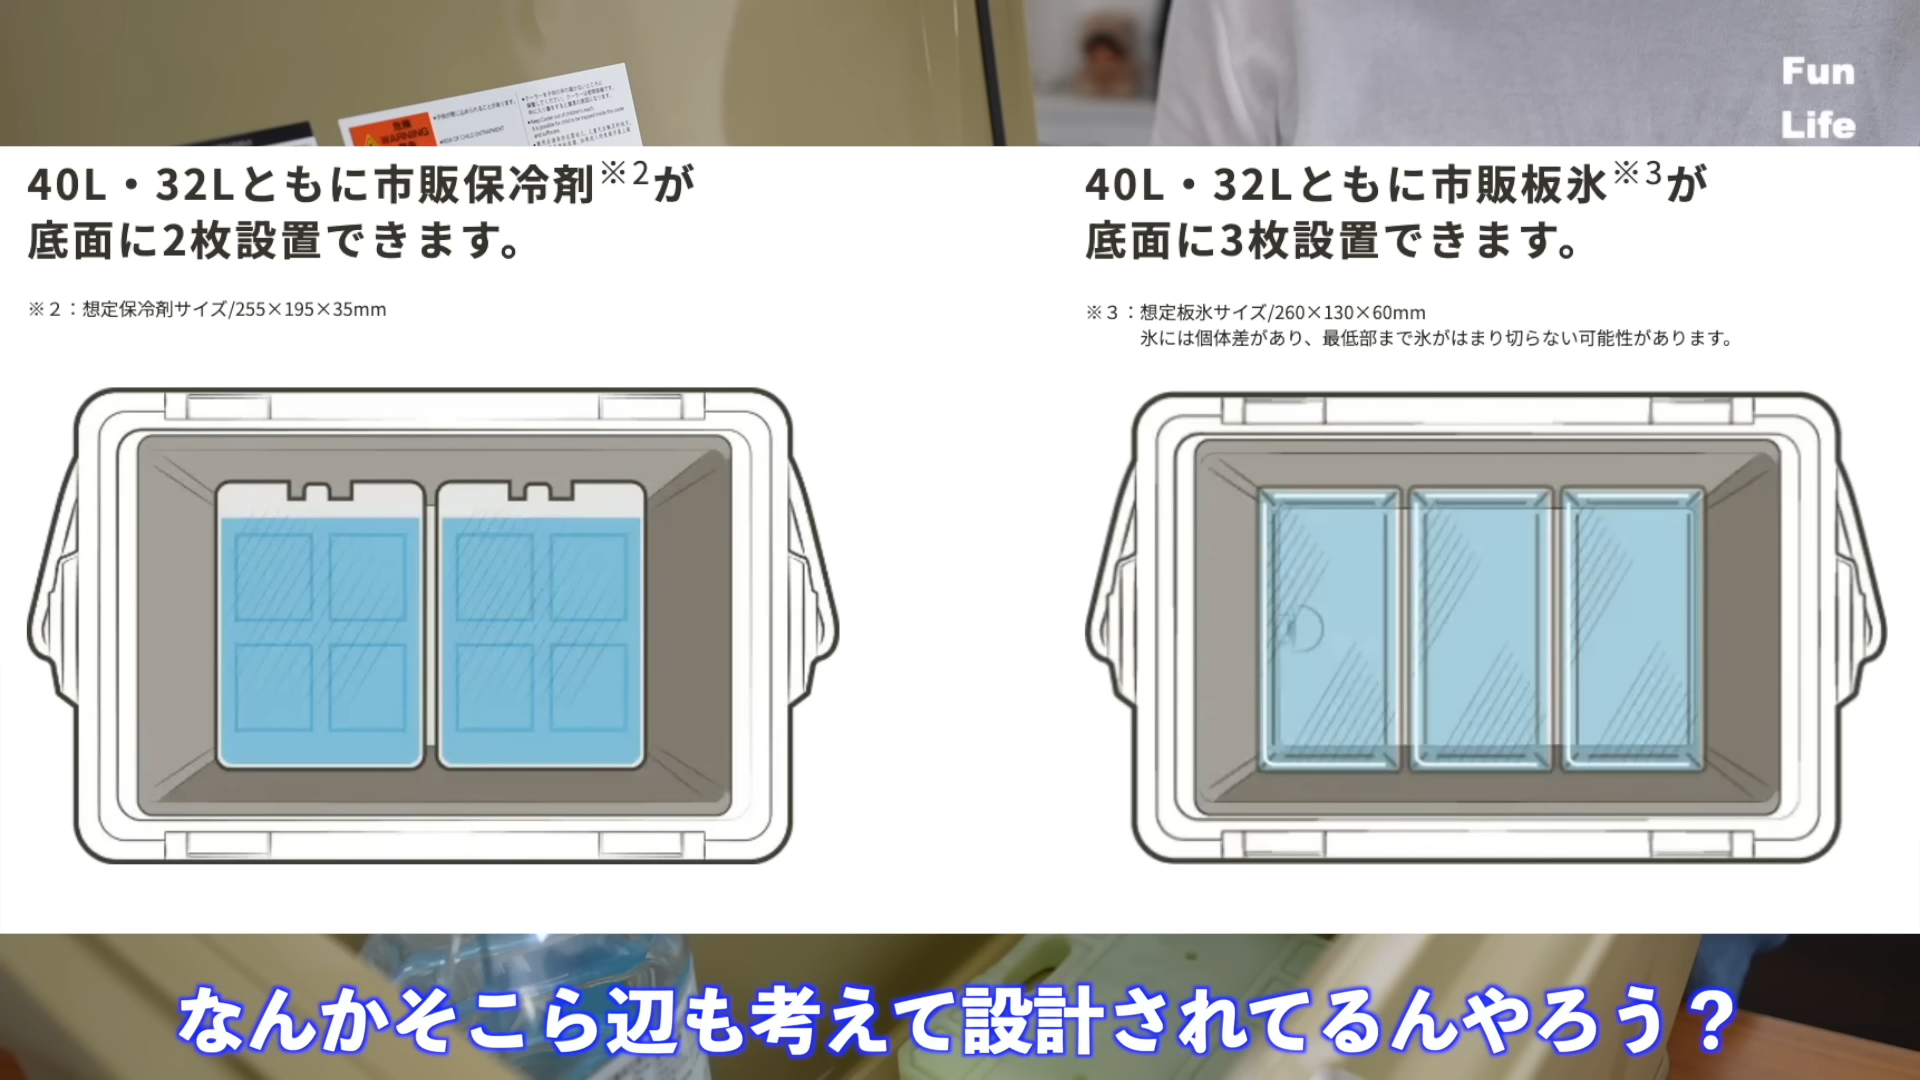 Fun
Life
危険
WARNING
40L・32Lともに市販保冷剤※2が
底面に2枚設置できます。
※２：想定保冷剤サイズ/255×195×35mm
40L・32Lともに市販板氷※3が
底面に3枚設置できます。
※３：想定板氷サイズ/260×130×60mm
氷には個体差があり、最低部まで氷がはまり切らない可能性があります。
なんかそこら辺も考えて設計されてるんやろう？